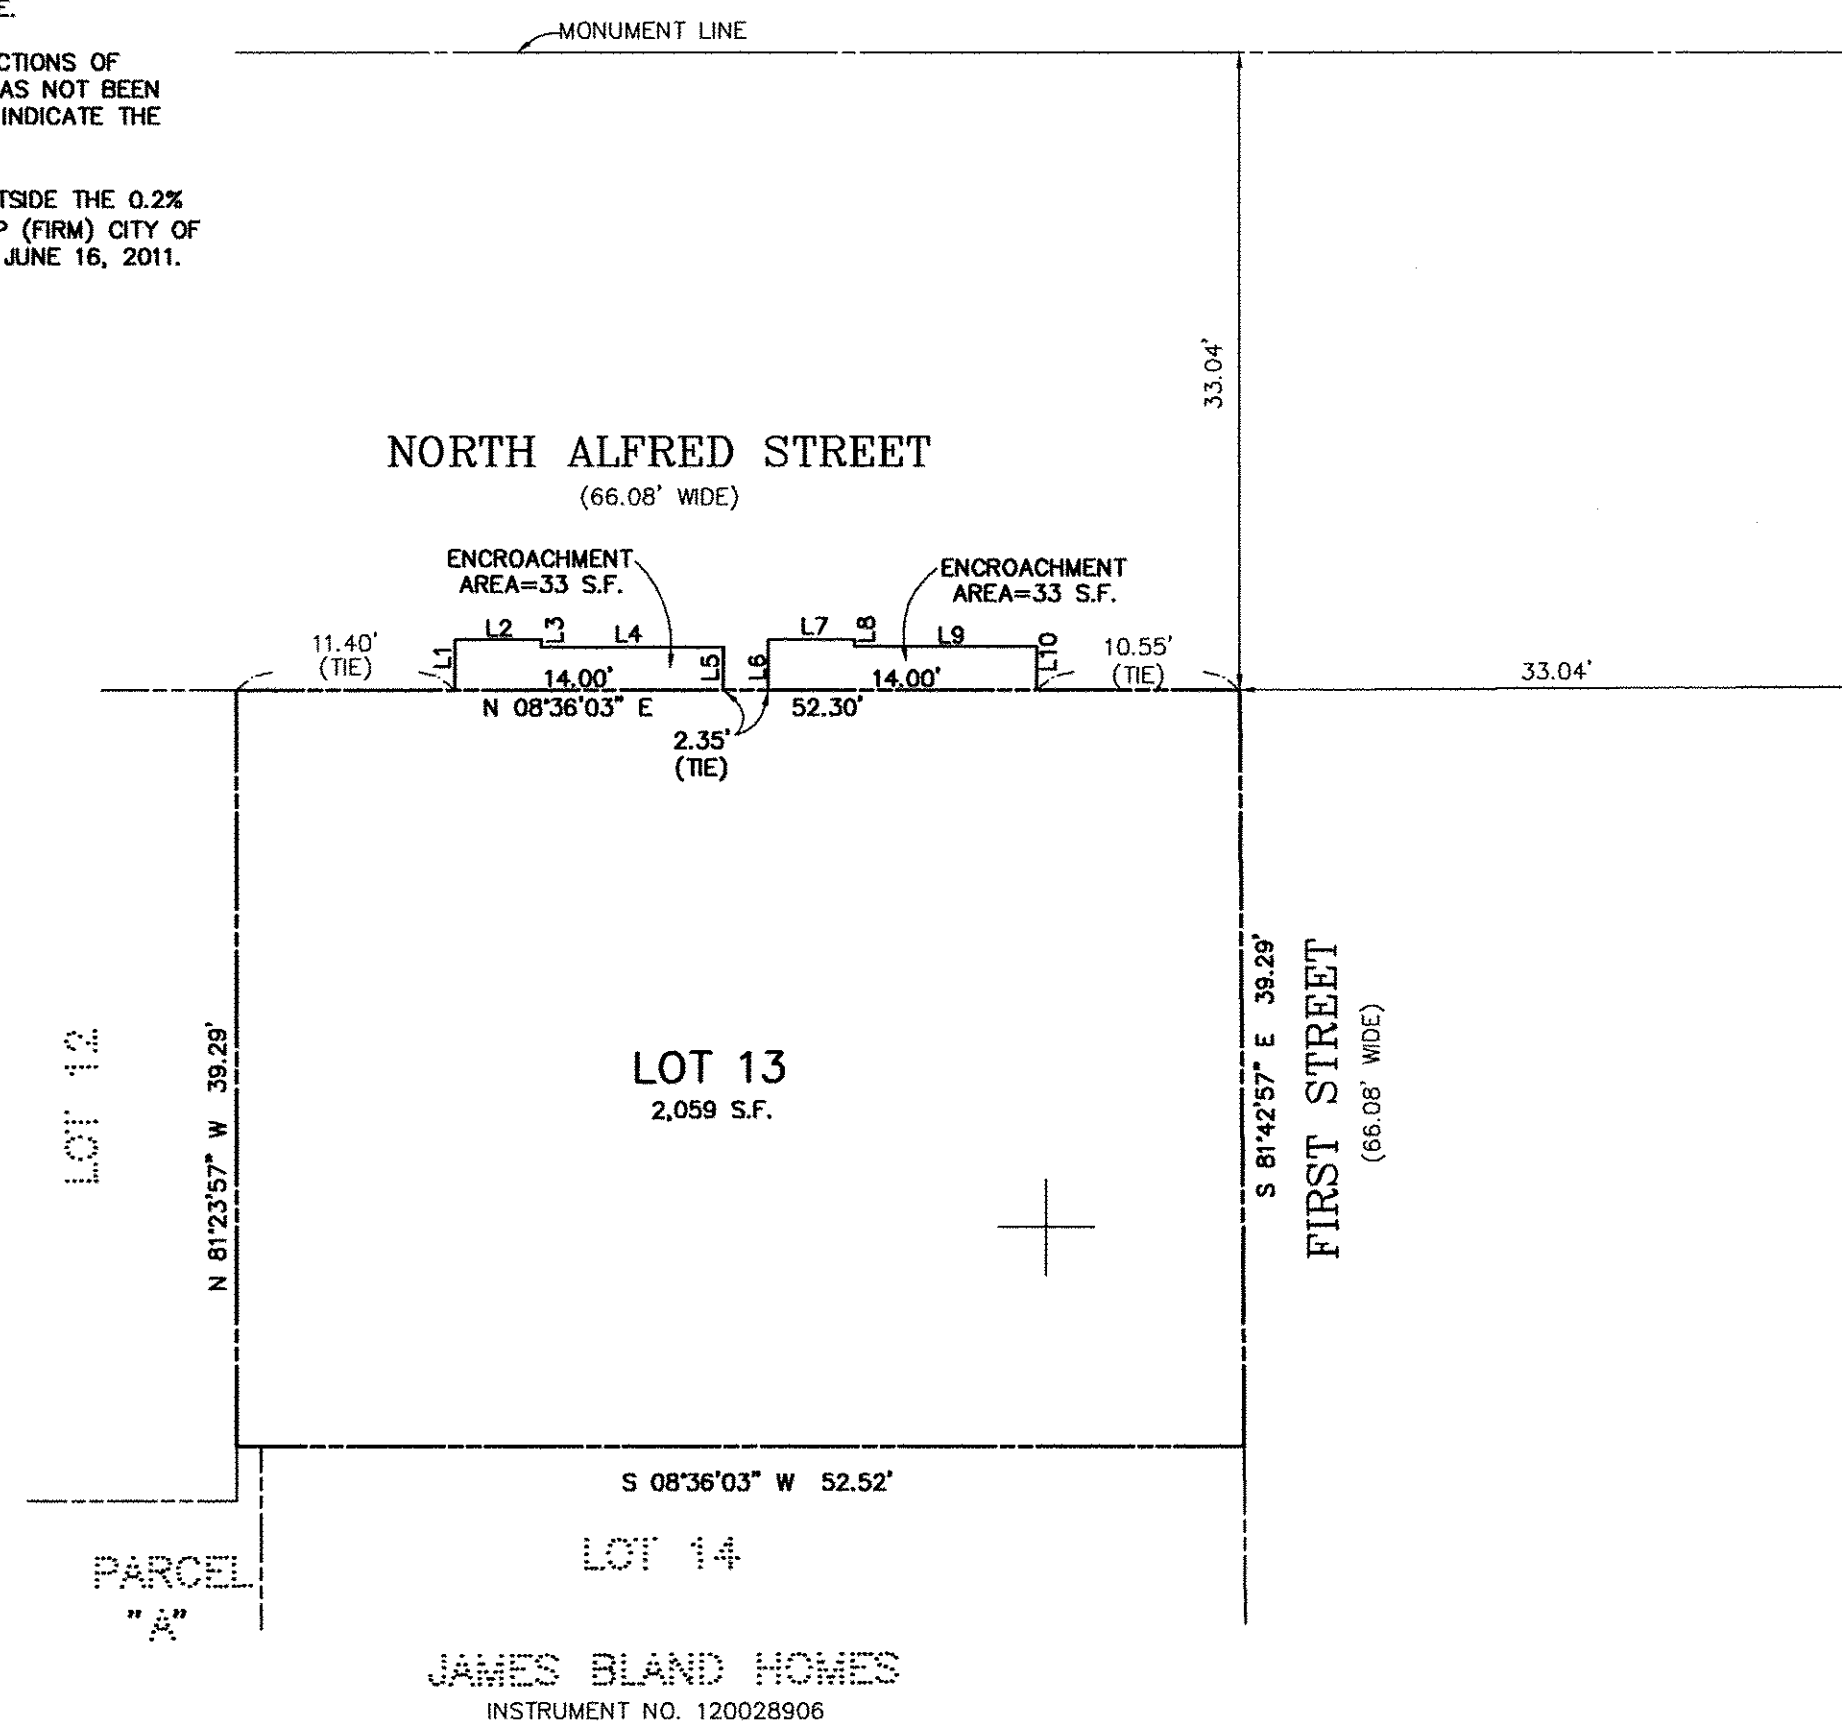 E.
CTIONS OF
AS NOT BEEN
INDICATE THE
TSIDE THE 0.2%
P (FIRM) CITY OF
JUNE 16, 2011.
MONUMENT LINE
33.04'
NORTH ALFRED STREET
(66.08' WIDE)
ENCROACHMENT
AREA=33 S.F.
ENCROACHMENT
AREA=33 S.F.
11.40'
(TIE)
L1
L2
L3
L4
L5
L6
L7
L8
L9
L10
10.55'
(TIE)
33.04'
14.00'
14.00'
N 08°36'03" E 52.30'
2.35'
(TIE)
LOT 12
N 81°23'57" W 39.29'
LOT 13
2,059 S.F.
S 81°42'57" E 39.29'
FIRST STREET
(66.08' WIDE)
S 08°36'03" W 52.52'
PARCEL
"A"
LOT 14
JAMES BLAND HOMES
INSTRUMENT NO. 120028906